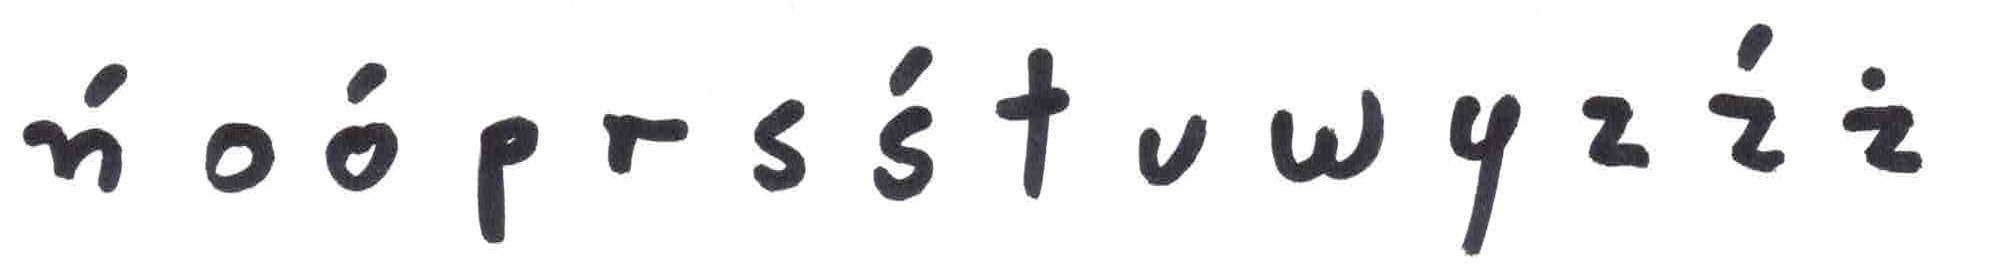 ń o ó p r s ś t u w y z ź ż